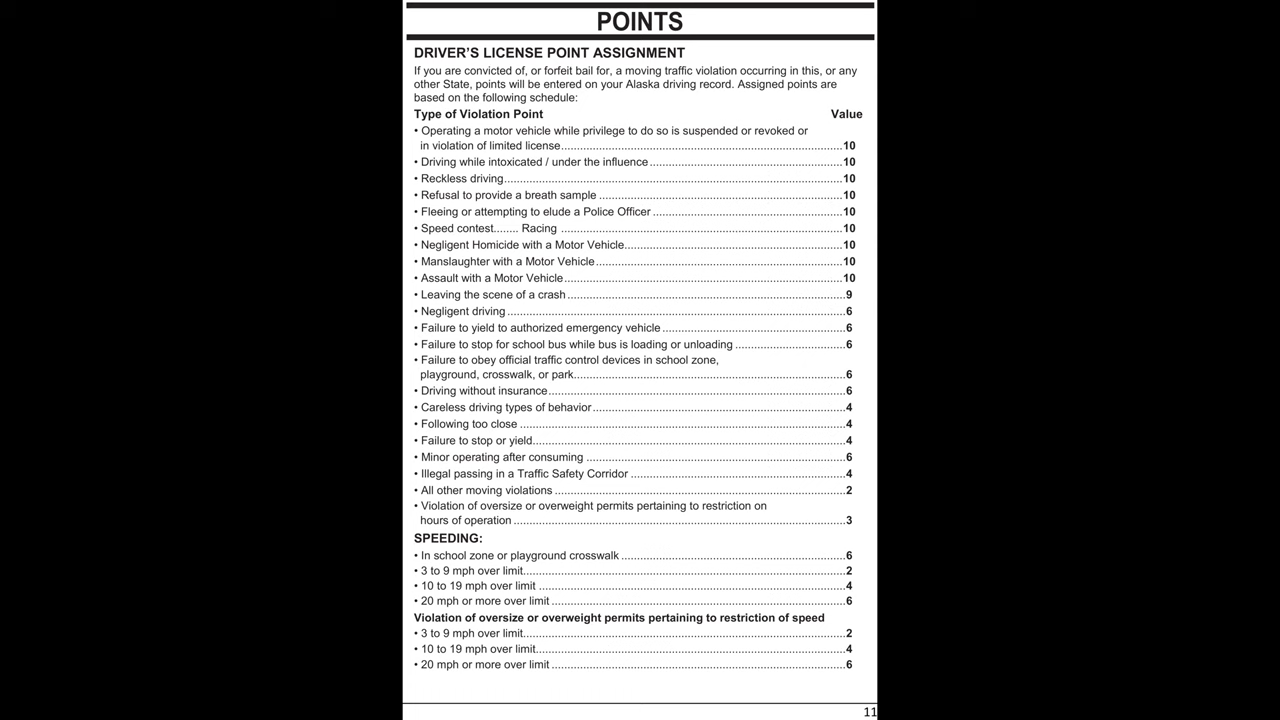 POINTS
DRIVER'S LICENSE POINT ASSIGNMENT
If you are convicted of, or forfeit bail for, a moving traffic violation occurring in this, or any
other State, points will be entered on your Alaska driving record. Assigned points are
based on the following schedule:
Type of Violation Point Value
• Operating a motor vehicle while privilege to do so is suspended or revoked or
in violation of limited license........................................................................................10
• Driving while intoxicated / under the influence............................................................10
• Reckless driving.........................................................................................................10
• Refusal to provide a breath sample ...........................................................................10
• Fleeing or attempting to elude a Police Officer...........................................................10
• Speed contest........ Racing .......................................................................................10
• Negligent Homicide with a Motor Vehicle....................................................................10
• Manslaughter with a Motor Vehicle.............................................................................10
• Assault with a Motor Vehicle.......................................................................................10
• Leaving the scene of a crash.......................................................................................9
• Negligent driving.........................................................................................................6
• Failure to yield to authorized emergency vehicle.........................................................6
• Failure to stop for school bus while bus is loading or unloading ..................................6
• Failure to obey official traffic control devices in school zone,
playground, crosswalk, or park.....................................................................................6
• Driving without insurance.............................................................................................6
• Careless driving types of behavior...............................................................................4
• Following too close .....................................................................................................4
• Failure to stop or yield.................................................................................................4
• Minor operating after consuming .................................................................................6
• Illegal passing in a Traffic Safety Corridor ...................................................................4
• All other moving violations...........................................................................................2
• Violation of oversize or overweight permits pertaining to restriction on
hours of operation........................................................................................................3
SPEEDING:
• In school zone or playground crosswalk ......................................................................6
• 3 to 9 mph over limit....................................................................................................2
• 10 to 19 mph over limit ...............................................................................................4
• 20 mph or more over limit............................................................................................6
Violation of oversize or overweight permits pertaining to restriction of speed
• 3 to 9 mph over limit....................................................................................................2
• 10 to 19 mph over limit................................................................................................4
• 20 mph or more over limit............................................................................................6
11